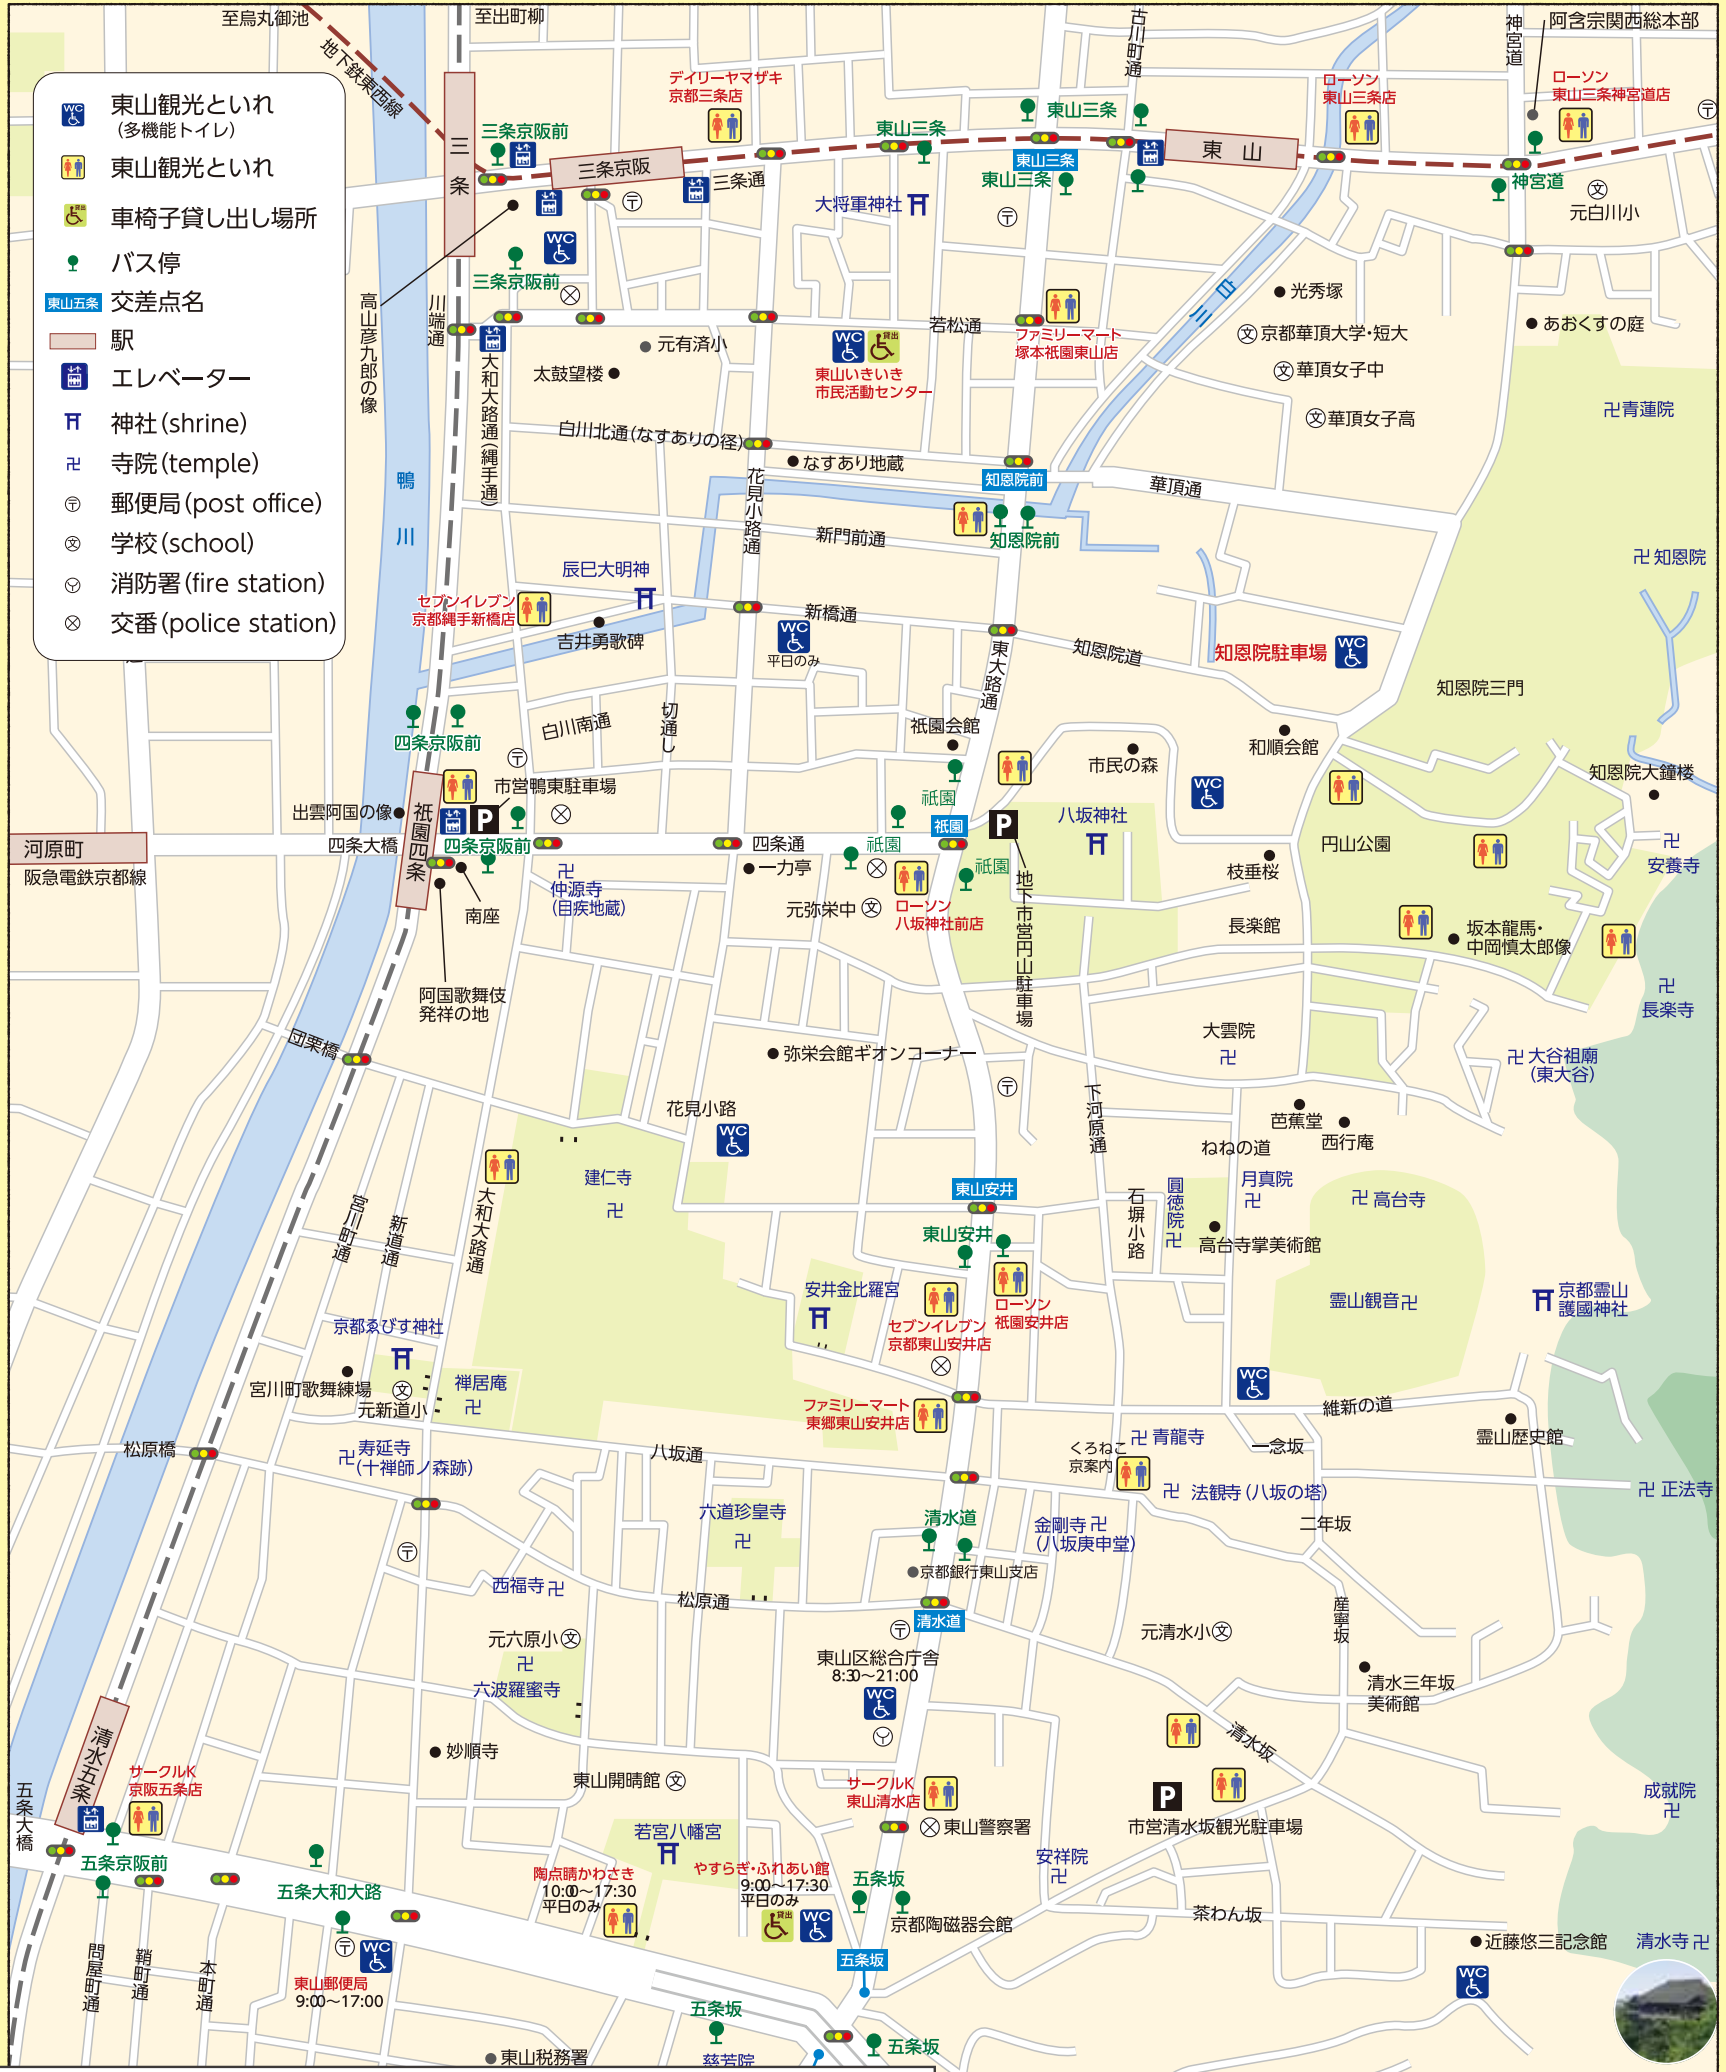 至烏丸御池
至出町柳
地下鉄東西線
古川町通
神宮道
阿含宗関西総本部
東山観光といれ
(多機能トイレ)
東山観光といれ
車椅子貸し出し場所
バス停
東山五条
交差点名
駅
エレベーター
神社(shrine)
寺院(temple)
郵便局(post office)
学校(school)
消防署(fire station)
交番(police station)
デイリーヤマザキ
京都三条店
ローソン
東山三条店
ローソン
東山三条神宮道店
三条
三条京阪前
三条京阪
三条通
東山三条
東山三条
東山三条
東山三条
東山
神宮道
元白川小
大将軍神社
三条京阪前
高山彦九郎の像
川端通
元有済小
太鼓望楼
若松通
ファミリーマート
塚本祇園東山店
東山いきいき
市民活動センター
貸出
白川
光秀塚
京都華頂大学・短大
華頂女子中
華頂女子高
あおくすの庭
青蓮院
大和大路通(縄手通)
白川北通(なすありの径)
なすあり地蔵
花見小路通
知恩院前
華頂通
知恩院前
新門前通
知恩院
鴨川
辰巳大明神
セブンイレブン
京都縄手新橋店
吉井勇歌碑
新橋通
平日のみ
東大路通
知恩院道
知恩院駐車場
知恩院三門
四条京阪前
白川南通
切通し
祇園会館
市民の森
和順会館
知恩院大鐘楼
市営鴨東駐車場
出雲阿国の像
祇園四条
四条大橋
四条京阪前
四条通
祇園
祇園
祇園
祇園
八坂神社
円山公園
安養寺
河原町
阪急電鉄京都線
南座
仲源寺
(目疾地蔵)
一力亭
元弥栄中
ローソン
八坂神社前店
地下市営円山駐車場
枝垂桜
長楽館
坂本龍馬・
中岡慎太郎像
長楽寺
阿国歌舞伎
発祥の地
団栗橋
弥栄会館ギオンコーナー
大雲院
大谷祖廟
(東大谷)
花見小路
下河原通
芭蕉堂
西行庵
ねねの道
建仁寺
宮川町通
新道通
大和大路通
東山安井
東山安井
石塀小路
圓徳院
月真院
高台寺
高台寺掌美術館
安井金比羅宮
ローソン
祇園安井店
セブンイレブン
京都東山安井店
霊山観音
京都霊山
護國神社
京都ゑびす神社
宮川町歌舞練場
元新道小
禅居庵
ファミリーマート
東郷東山安井店
維新の道
霊山歴史館
松原橋
寿延寺
(十禅師ノ森跡)
八坂通
くろねこ
京案内
青龍寺
一念坂
法観寺(八坂の塔)
正法寺
六道珍皇寺
清水道
金剛寺
(八坂庚申堂)
二年坂
京都銀行東山支店
西福寺
松原通
清水道
産寧坂
元六原小
元清水小
東山区総合庁舎
8:30～21:00
六波羅蜜寺
清水三年坂
美術館
清水坂
妙順寺
清水五条
五条大橋
サークルK
京阪五条店
東山開晴館
サークルK
東山清水店
東山警察署
市営清水坂観光駐車場
成就院
若宮八幡宮
五条京阪前
五条大和大路
陶点睛かわさき
10:00～17:30
平日のみ
やすらぎ・ふれあい館
9:00～17:30
平日のみ
貸出
五条坂
京都陶磁器会館
安祥院
茶わん坂
近藤悠三記念館
清水寺
五条坂
問屋町通
鞘町通
本町通
東山郵便局
9:00～17:00
五条坂
五条坂
東山税務署
慈芳院